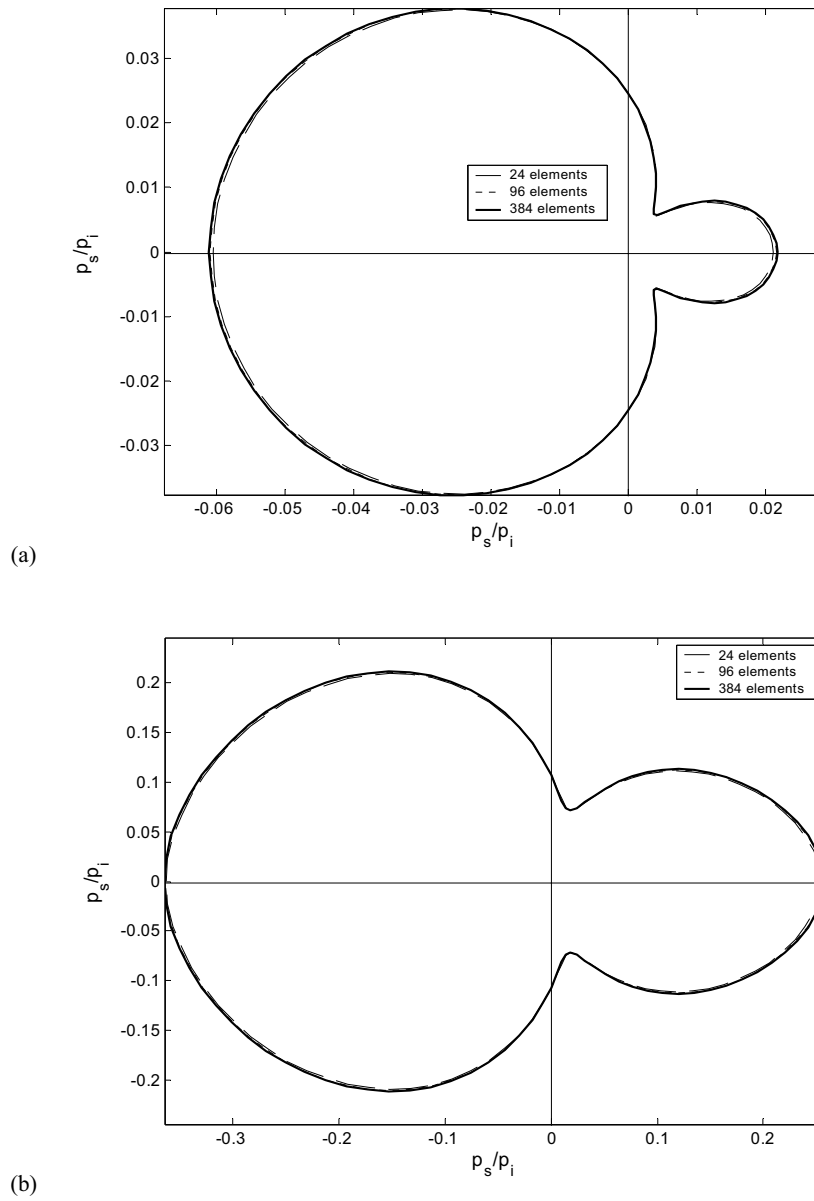 0.03
0.02
0.01
0
-0.01
-0.02
-0.03
p_s/p_i
24 elements
96 elements
384 elements
-0.06 -0.05 -0.04 -0.03 -0.02 -0.01 0 0.01 0.02
p_s/p_i
(a)
0.2
0.15
0.1
0.05
0
-0.05
-0.1
-0.15
-0.2
p_s/p_i
24 elements
96 elements
384 elements
-0.3 -0.2 -0.1 0 0.1 0.2
p_s/p_i
(b)